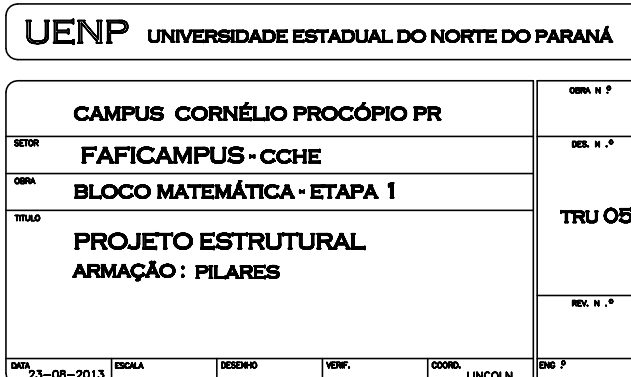 UENP UNIVERSIDADE ESTADUAL DO NORTE DO PARANÁ
CAMPUS CORNÉLIO PROCÓPIO PR
OBRA N º
SETOR
FAFICAMPUS - CCHE
DES. N .º
OBRA
BLOCO MATEMÁTICA - ETAPA 1
TITULO
PROJETO ESTRUTURAL
ARMAÇÃO : PILARES
TRU 05
REV. N .º
DATA
23-08-2013
ESCALA
DESENHO
VERIF.
COORD.
LINCOLN
ENG º